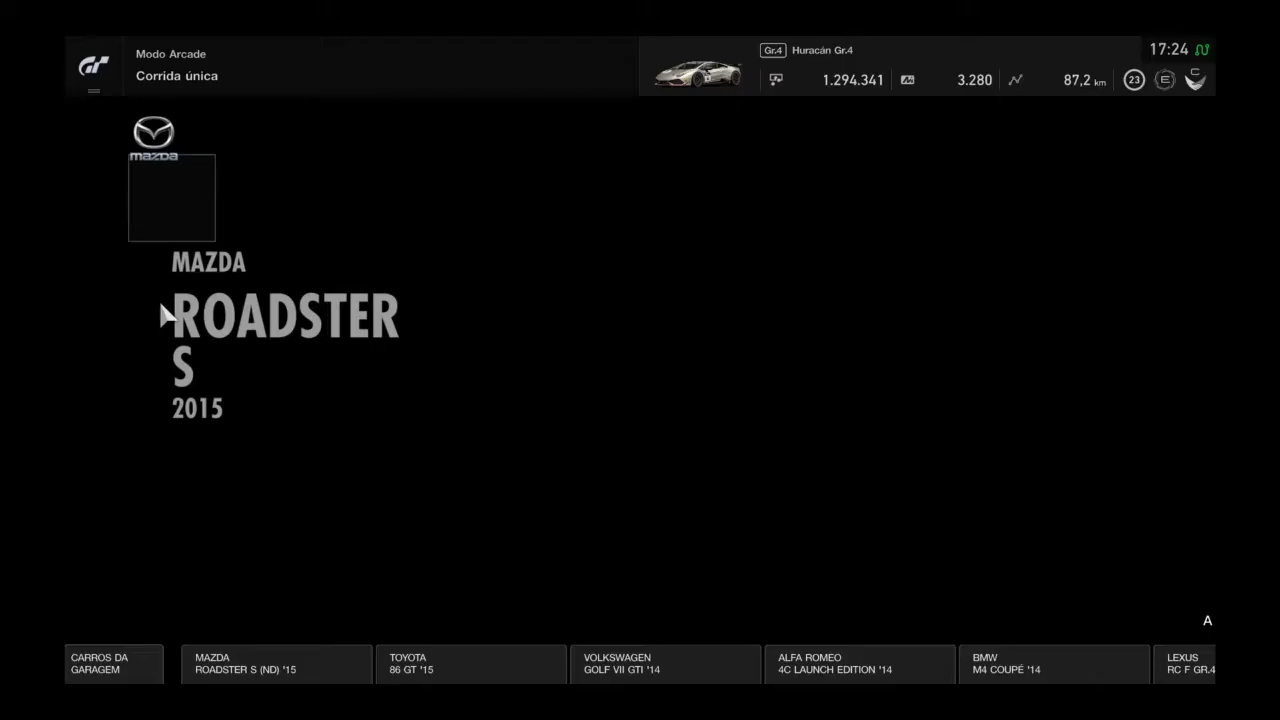 Modo Arcade
Corrida única
Gr.4 Huracán Gr.4
17:24
1.294.341
3.280
87,2 km
23
E
C
mazda
MAZDA
ROADSTER
S
2015
A
CARROS DA
GARAGEM
MAZDA
ROADSTER S (ND) '15
TOYOTA
86 GT '15
VOLKSWAGEN
GOLF VII GTI '14
ALFA ROMEO
4C LAUNCH EDITION '14
BMW
M4 COUPÉ '14
LEXUS
RC F GR.4